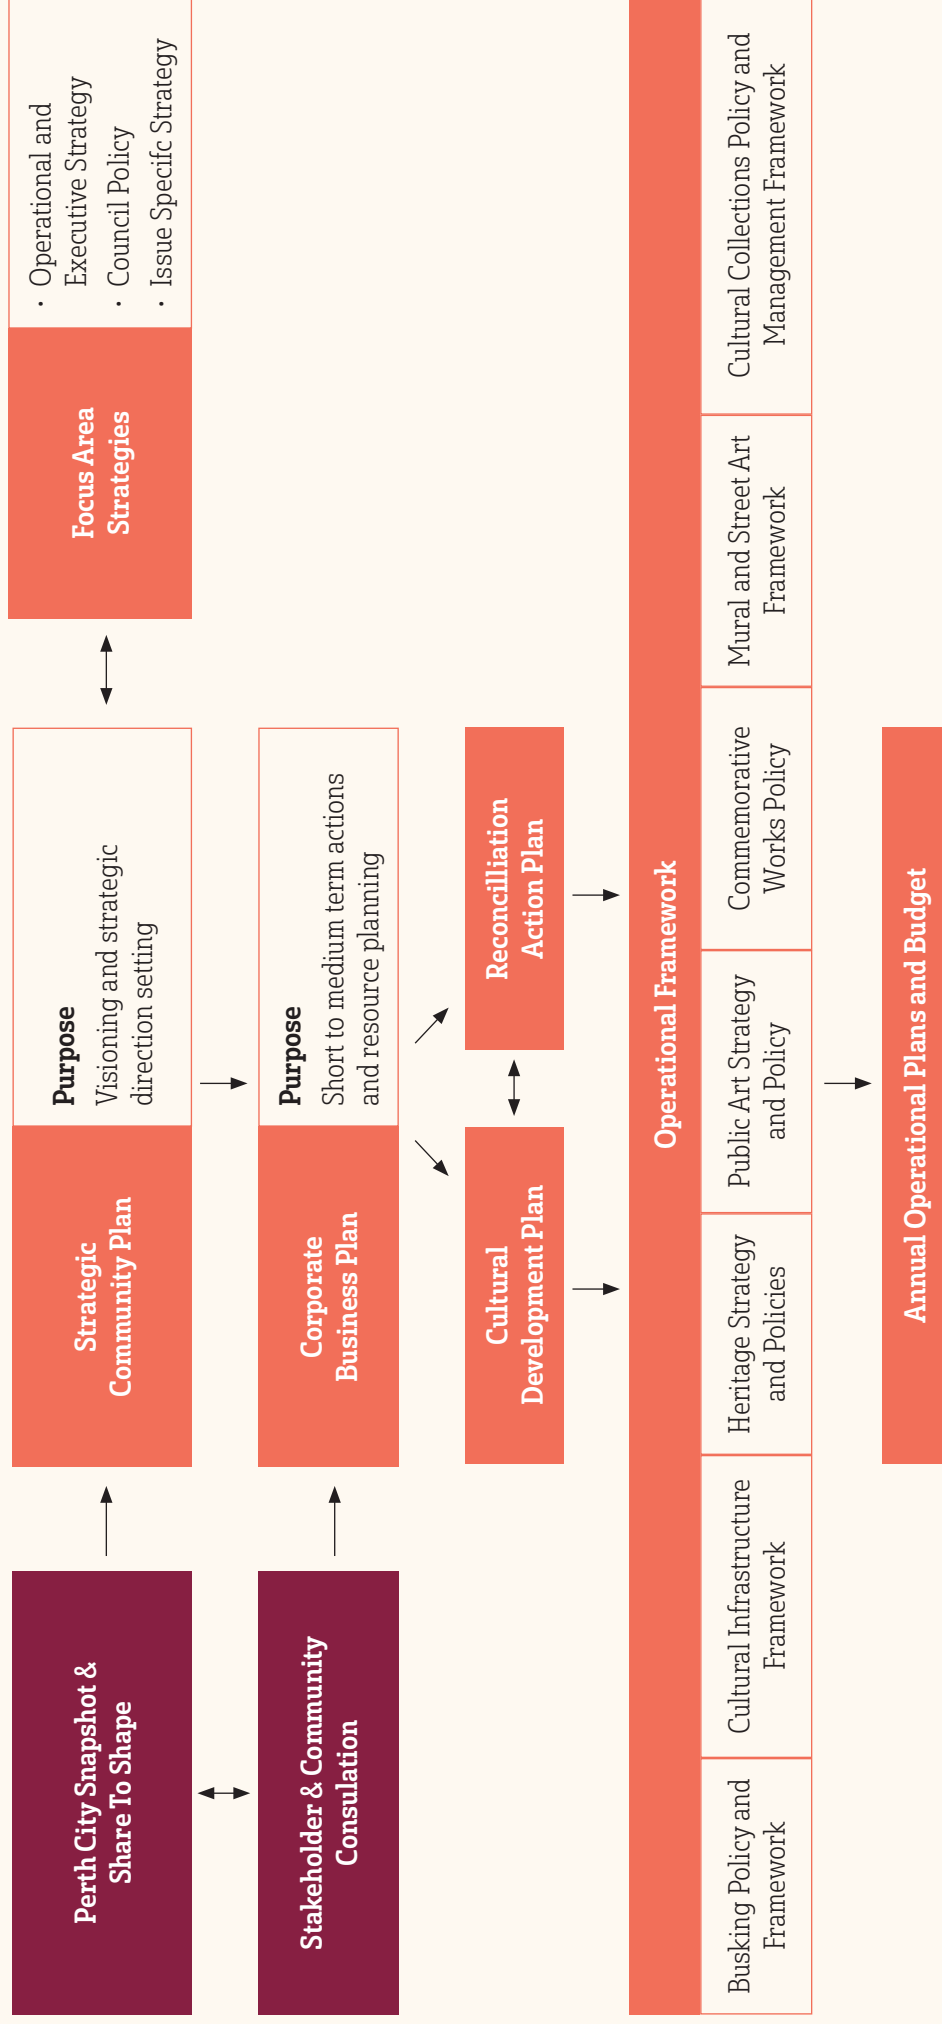 Perth City Snapshot &
Share To Shape
Strategic
Community Plan
Purpose
Visioning and strategic
direction setting
Focus Area
Strategies
· Operational and
Executive Strategy
· Council Policy
· Issue Specifc Strategy
Stakeholder & Community
Consulation
Corporate
Business Plan
Purpose
Short to medium term actions
and resource planning
Cultural
Development Plan
Reconcilliation
Action Plan
Operational Framework
Busking Policy and
Framework
Cultural Infrastructure
Framework
Heritage Strategy
and Policies
Public Art Strategy
and Policy
Commemorative
Works Policy
Mural and Street Art
Framework
Cultural Collections Policy and
Management Framework
Annual Operational Plans and Budget